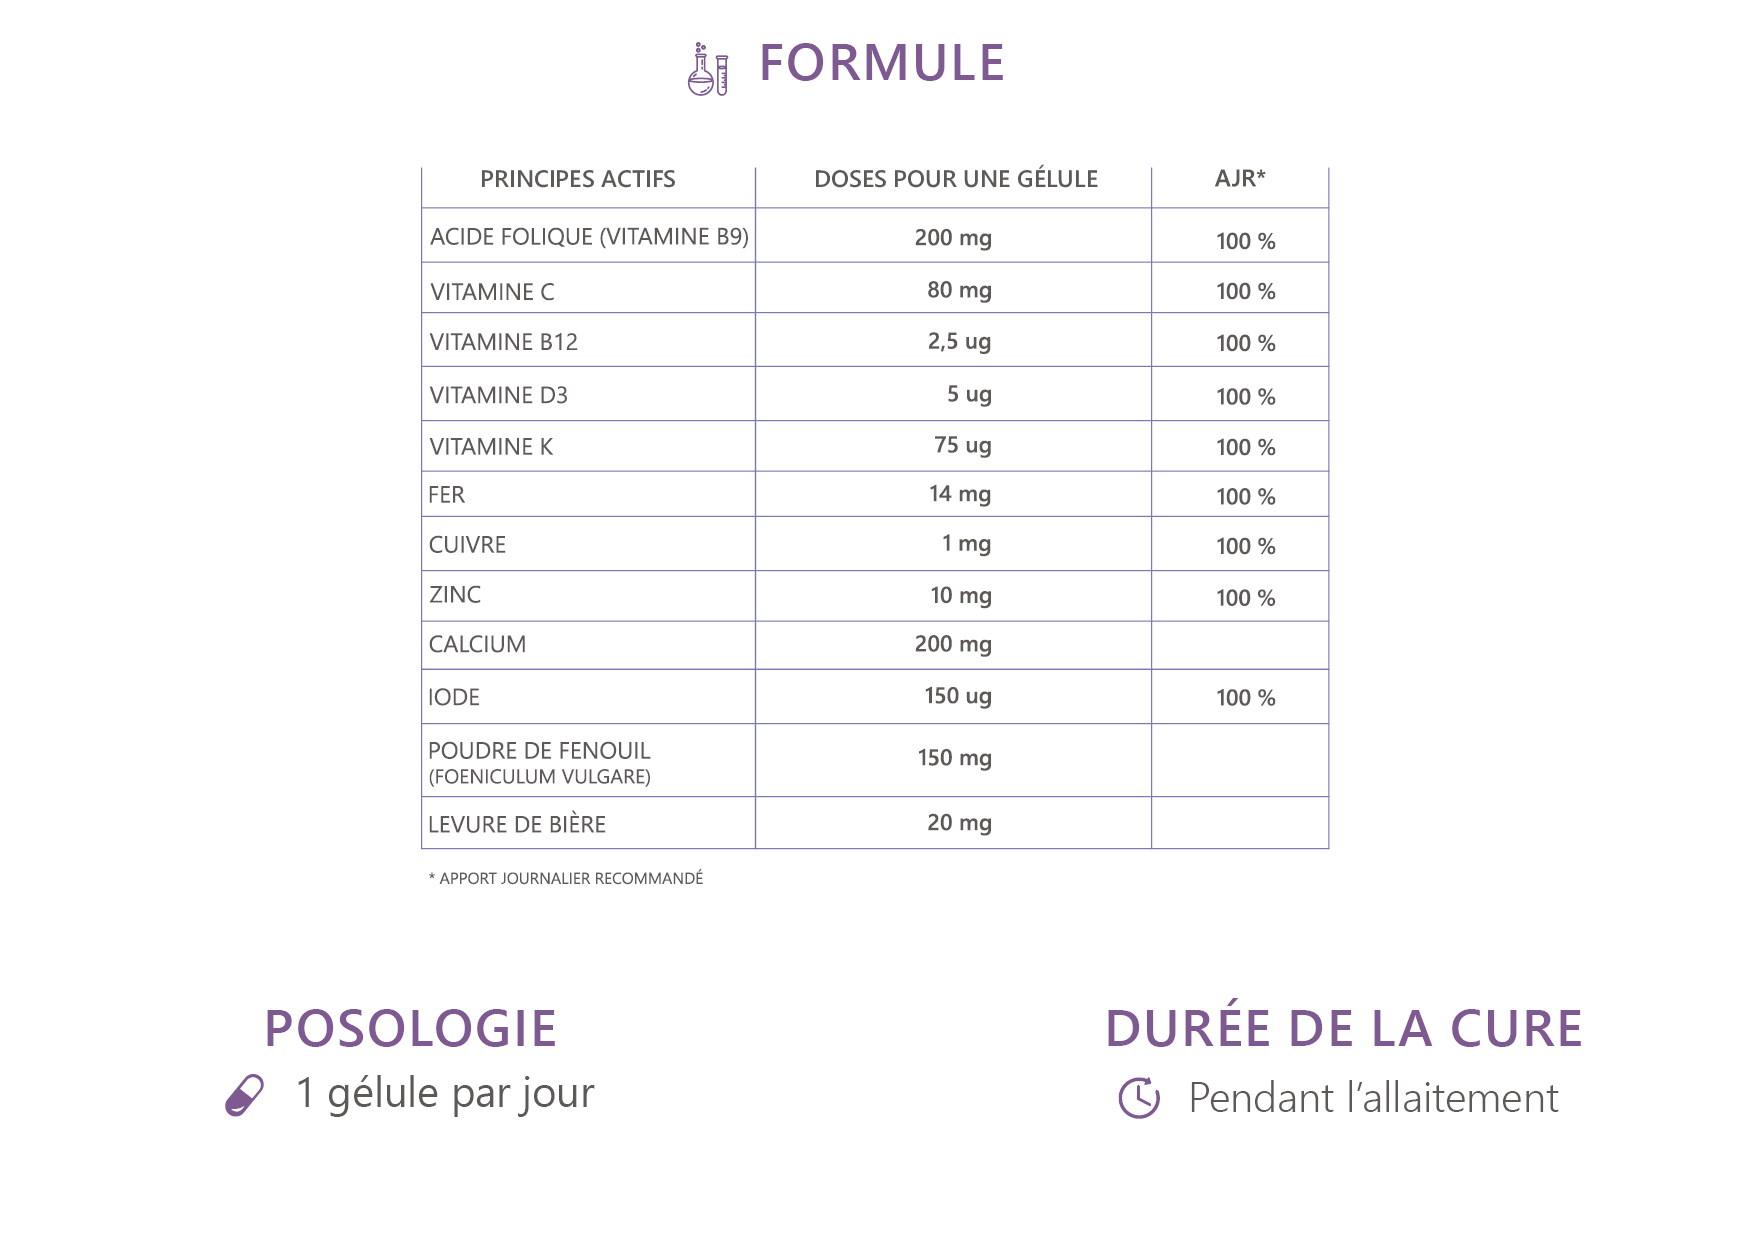 FORMULE
PRINCIPES ACTIFS DOSES POUR UNE GÉLULE AJR*
ACIDE FOLIQUE (VITAMINE B9) 200 mg 100 %
VITAMINE C 80 mg 100 %
VITAMINE B12 2,5 ug 100 %
VITAMINE D3 5 ug 100 %
VITAMINE K 75 ug 100 %
FER 14 mg 100 %
CUIVRE 1 mg 100 %
ZINC 10 mg 100 %
CALCIUM 200 mg
IODE 150 ug 100 %
POUDRE DE FENOUIL 150 mg
(FOENICULUM VULGARE)
LEVURE DE BIÈRE 20 mg
* APPORT JOURNALIER RECOMMANDÉ
POSOLOGIE
1 gélule par jour
DURÉE DE LA CURE
Pendant l’allaitement